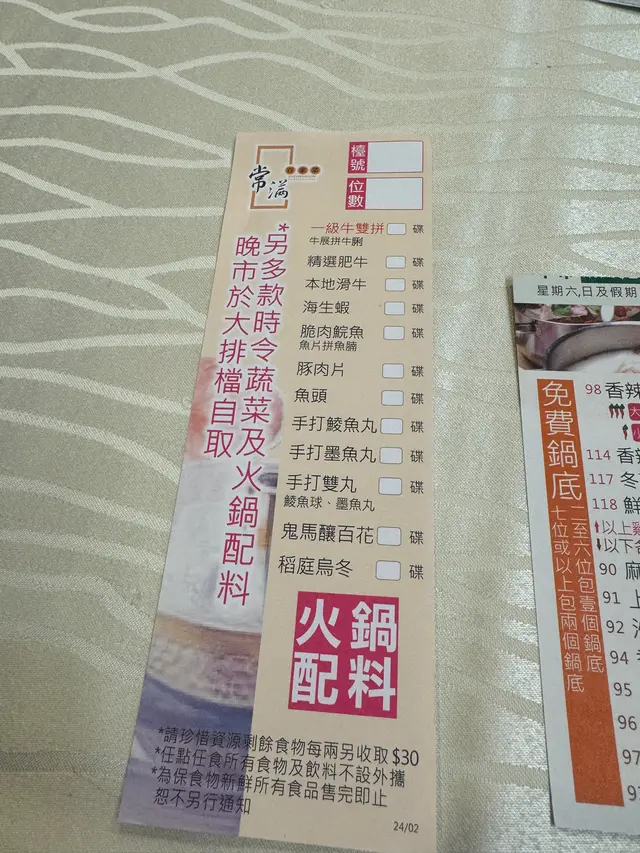 常滿
檯號
位數
*另多款時令蔬菜及火鍋配料
晚市於大排檔自取
一級牛雙拼 碟
牛展拼牛脷
精選肥牛 碟
本地滑牛 碟
海生蝦 碟
脆肉鯇魚 碟
魚片拼魚腩
豚肉片 碟
魚頭 碟
手打鯪魚丸 碟
手打墨魚丸 碟
手打雙丸 碟
鯪魚球、墨魚丸
鬼馬釀百花 碟
稻庭烏冬 碟
火鍋
配料
*請珍惜資源剩餘食物每兩另收取$30
*任點任食所有食物及飲料不設外攜
*為保食物新鮮所有食品售完即止
恕不另行通知
24/02
星期六,日及假期
免費鍋底
二至六位包壹個鍋底
七位或以上包兩個鍋底
98 香辣
大
114 香
117 冬
118 鮮
以上
以下
90 麻
91 上
92
94
95
96
97